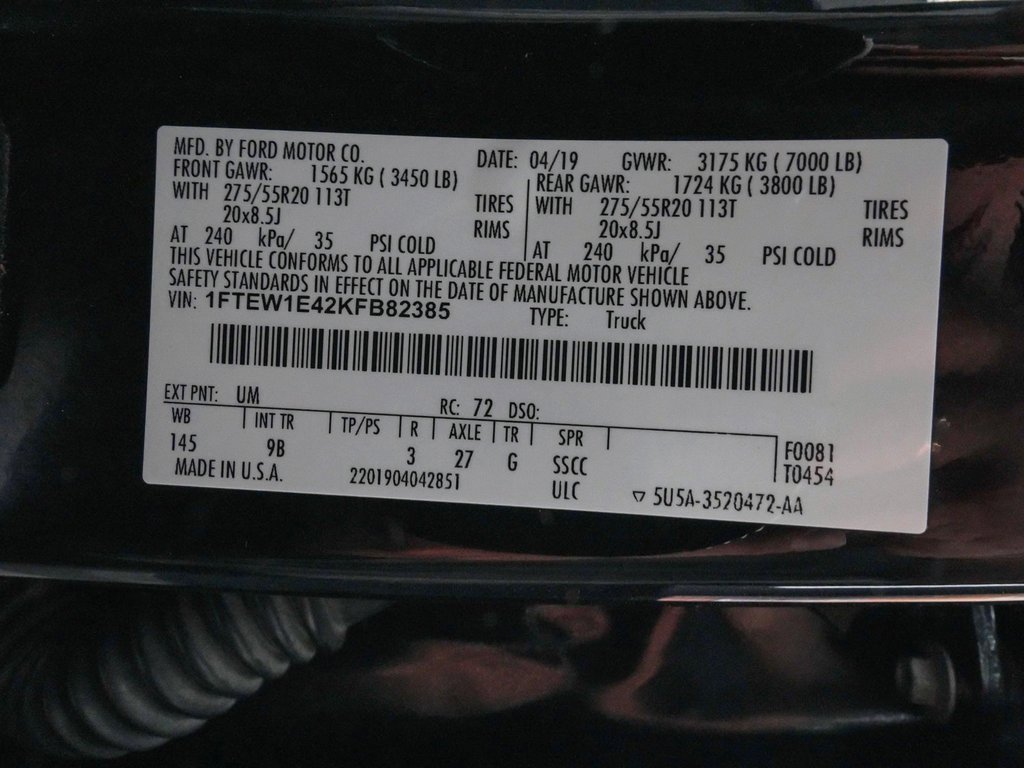 MFD. BY FORD MOTOR CO. DATE: 04/19 GVWR: 3175 KG ( 7000 LB)
FRONT GAWR: 1565 KG ( 3450 LB) REAR GAWR: 1724 KG ( 3800 LB)
WITH 275/55R20 113T TIRES WITH 275/55R20 113T TIRES
20x8.5J RIMS 20x8.5J RIMS
AT 240 kPa/ 35 PSI COLD AT 240 kPa/ 35 PSI COLD
THIS VEHICLE CONFORMS TO ALL APPLICABLE FEDERAL MOTOR VEHICLE
SAFETY STANDARDS IN EFFECT ON THE DATE OF MANUFACTURE SHOWN ABOVE.
VIN: 1FTEW1E42KFB82385 TYPE: Truck
EXT PNT: UM RC: 72 DSO:
WB INT TR TP/PS R AXLE TR SPR F0081
145 9B 3 27 G SSCC T0454
MADE IN U.S.A. 2201904042851 ULC ▽ 5U5A-3520472-AA